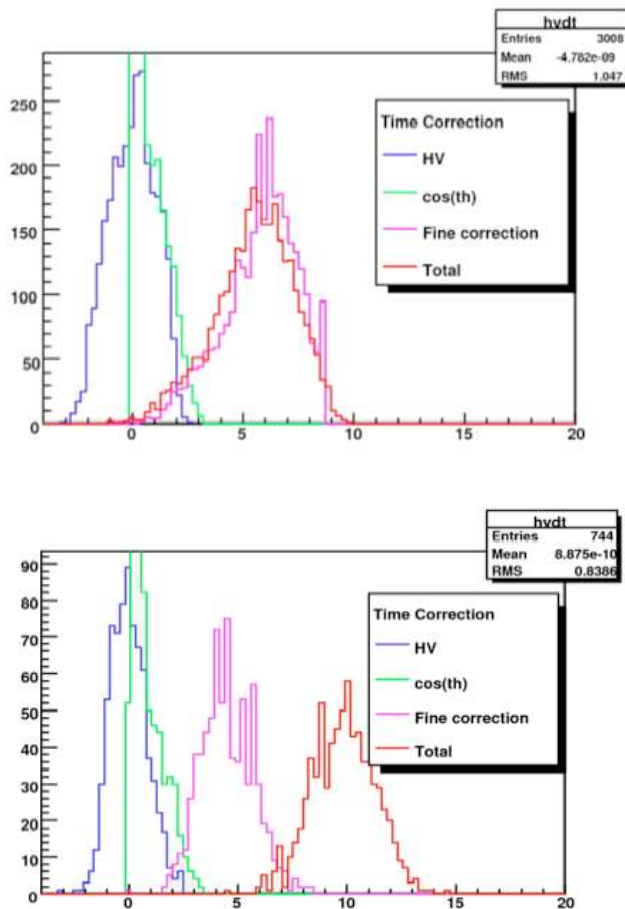 hvdt
Entries 3008
Mean -4.782e-09
RMS 1.047
250
200
150
100
50
0
Time Correction
HV
cos(th)
Fine correction
Total
0 5 10 15 20
hvdt
Entries 744
Mean 8.875e-10
RMS 0.8386
90
80
70
60
50
40
30
20
10
0
Time Correction
HV
cos(th)
Fine correction
Total
0 5 10 15 20